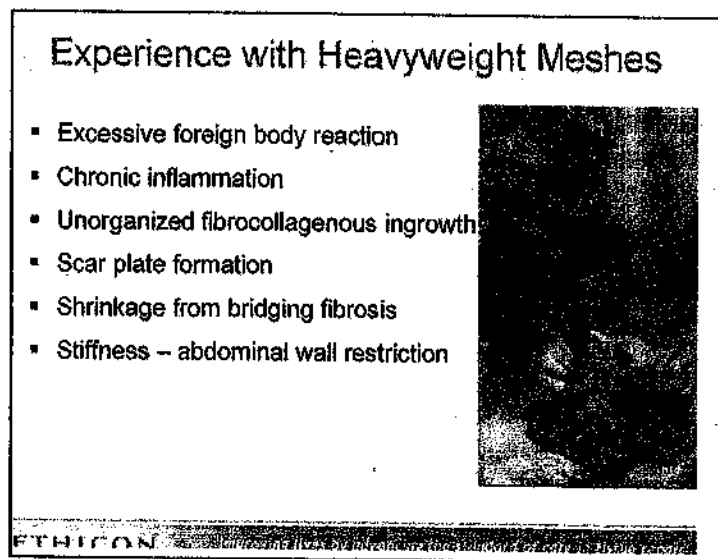 Experience with Heavyweight Meshes
▪ Excessive foreign body reaction
▪ Chronic inflammation
▪ Unorganized fibrocollagenous ingrowth
▪ Scar plate formation
▪ Shrinkage from bridging fibrosis
▪ Stiffness – abdominal wall restriction
ETHICON